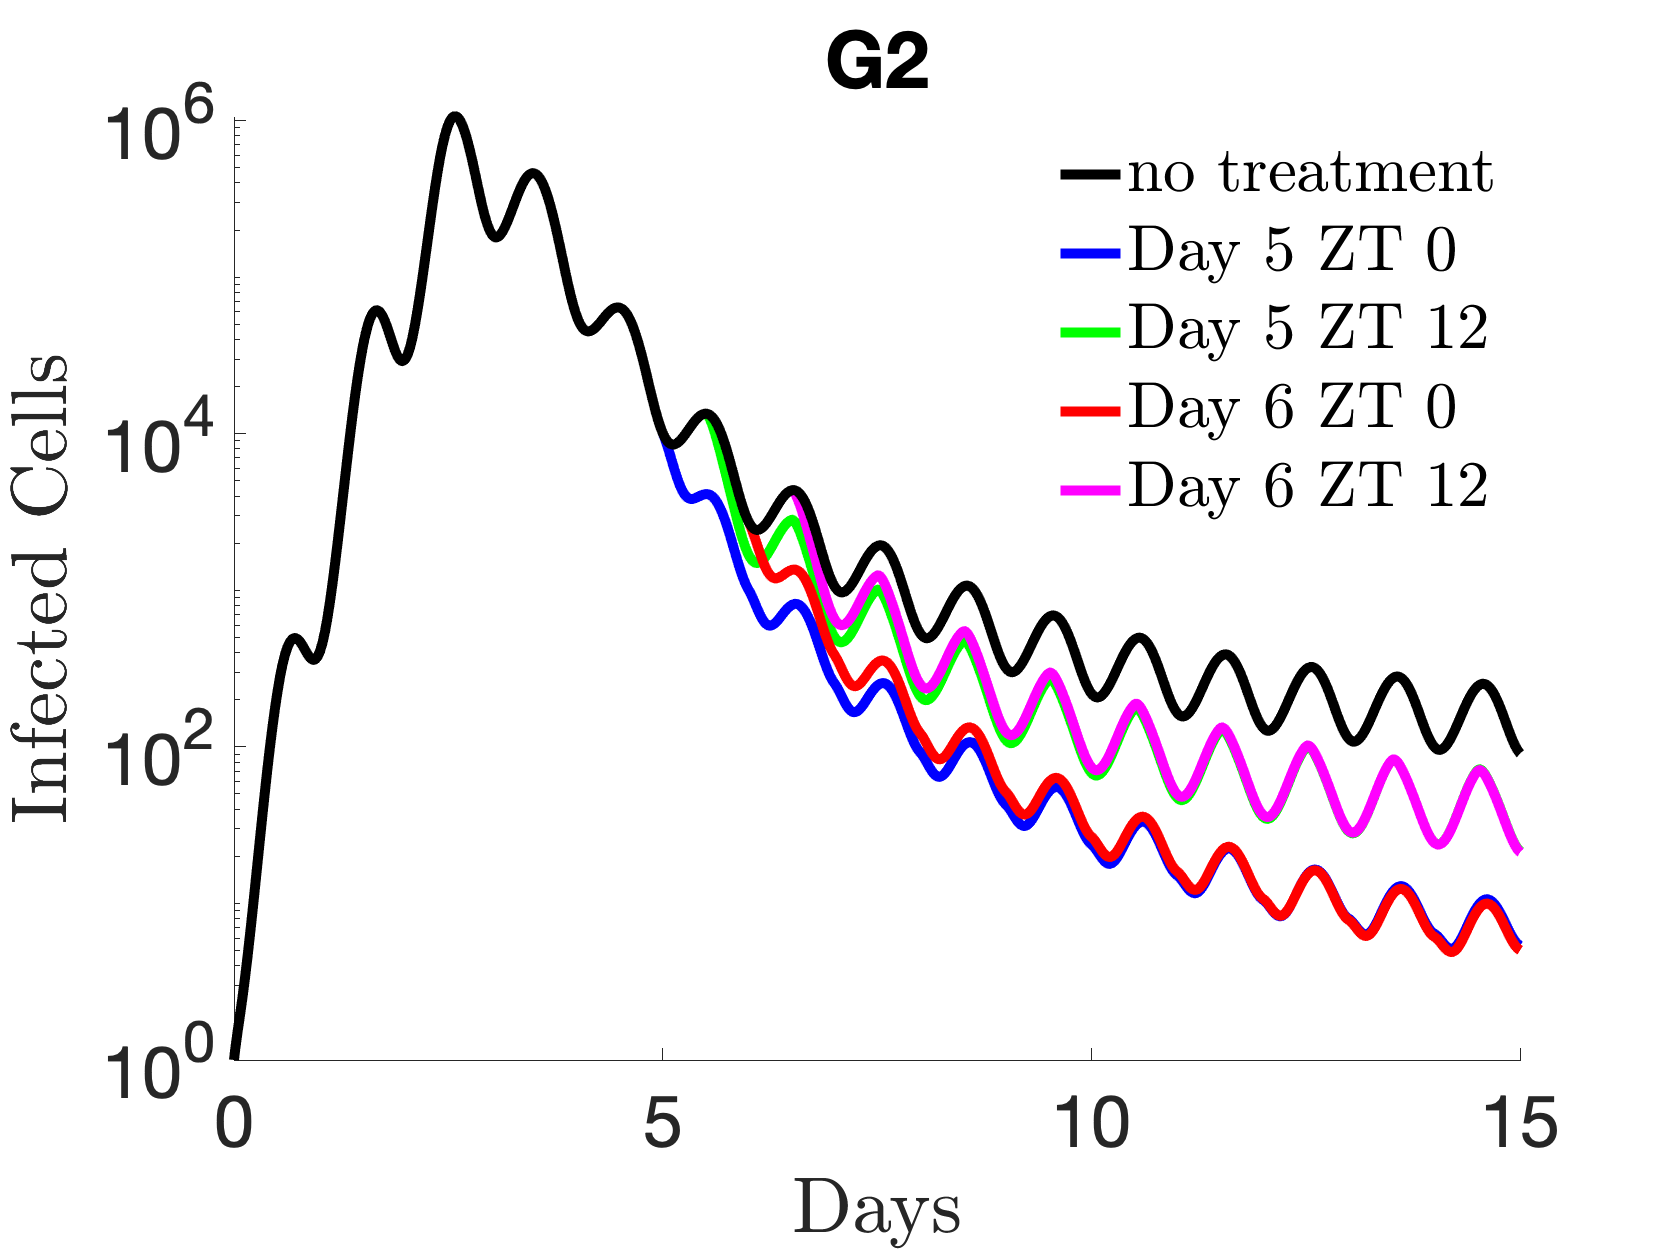 G2
10^6
10^4
10^2
10^0
Infected Cells
no treatment
Day 5 ZT 0
Day 5 ZT 12
Day 6 ZT 0
Day 6 ZT 12
0 5 10 15
Days